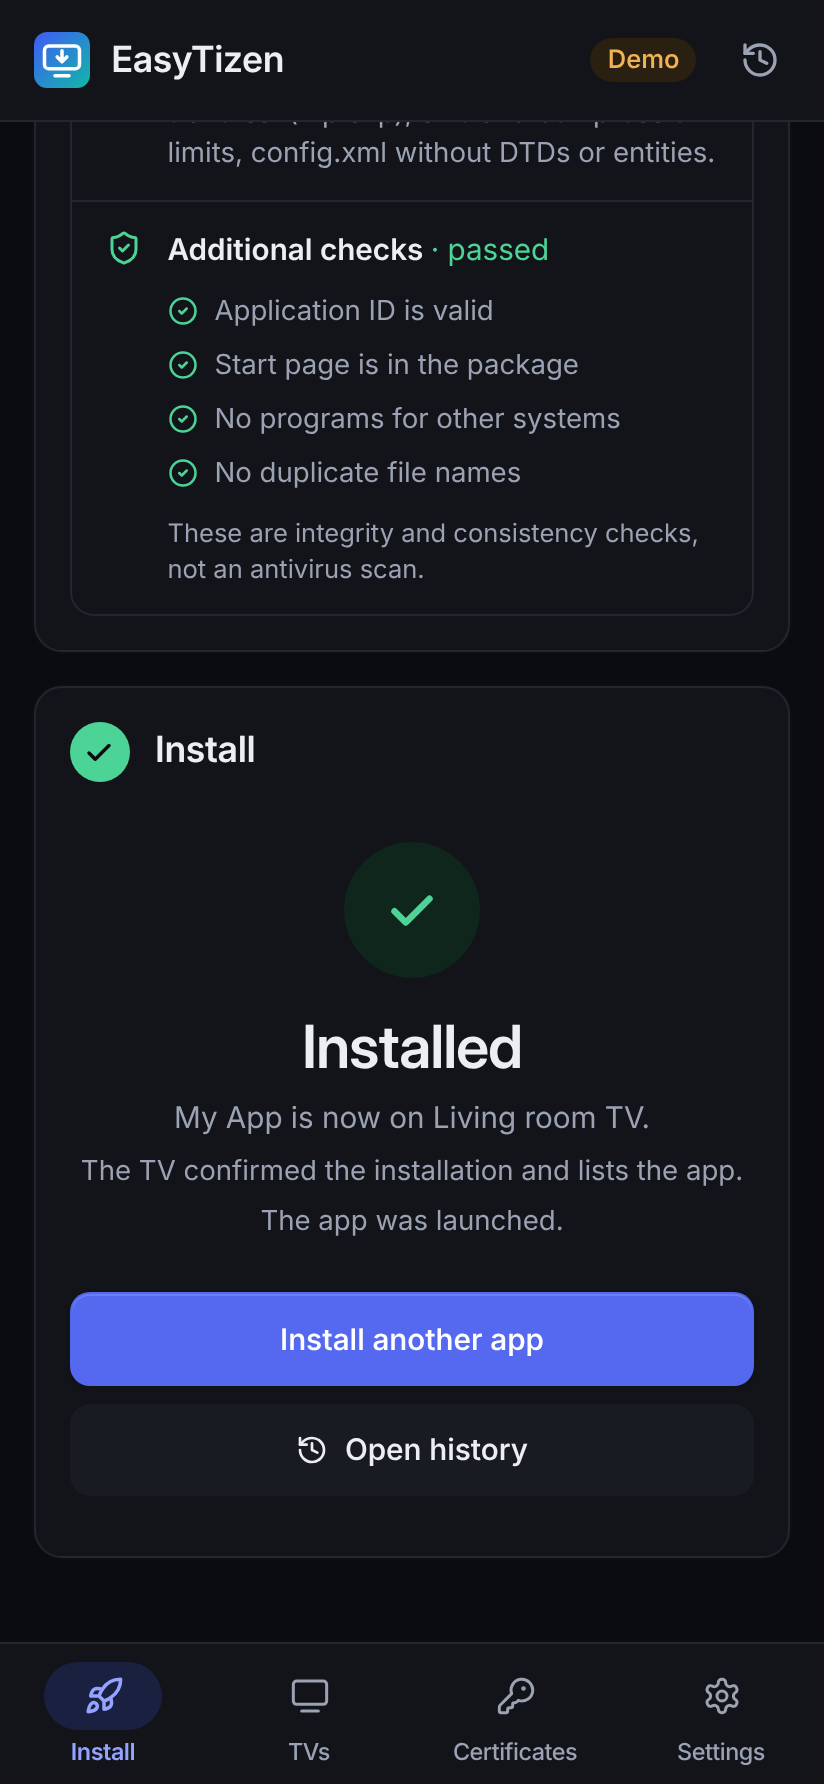 EasyTizen
Demo
limits, config.xml without DTDs or entities.
Additional checks · passed
Application ID is valid
Start page is in the package
No programs for other systems
No duplicate file names
These are integrity and consistency checks,
not an antivirus scan.
Install
Installed
My App is now on Living room TV.
The TV confirmed the installation and lists the app.
The app was launched.
Install another app
Open history
Install
TVs
Certificates
Settings